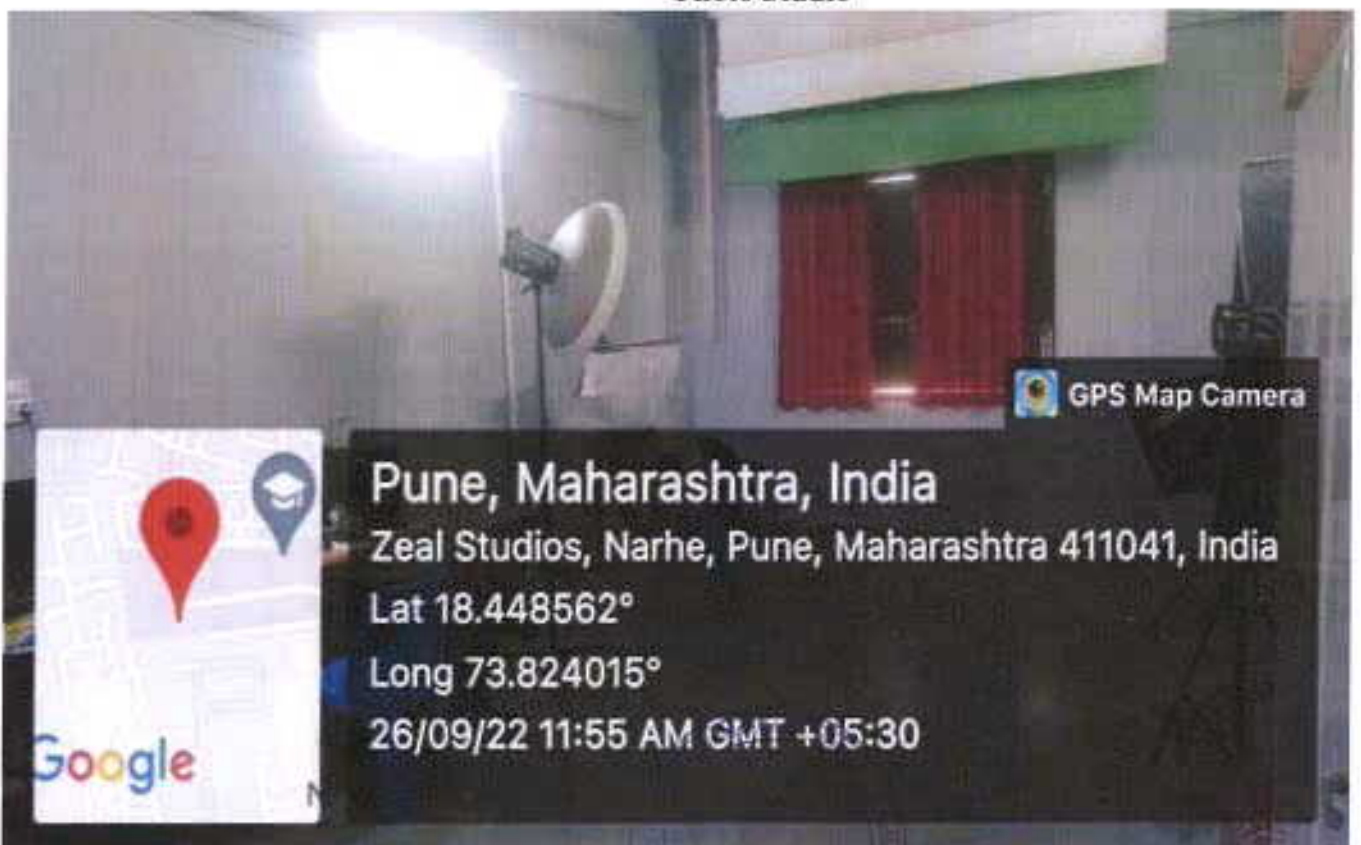 GPS Map Camera
Pune, Maharashtra, India
Zeal Studios, Narhe, Pune, Maharashtra 411041, India
Lat 18.448562°
Long 73.824015°
26/09/22 11:55 AM GMT +05:30
Google